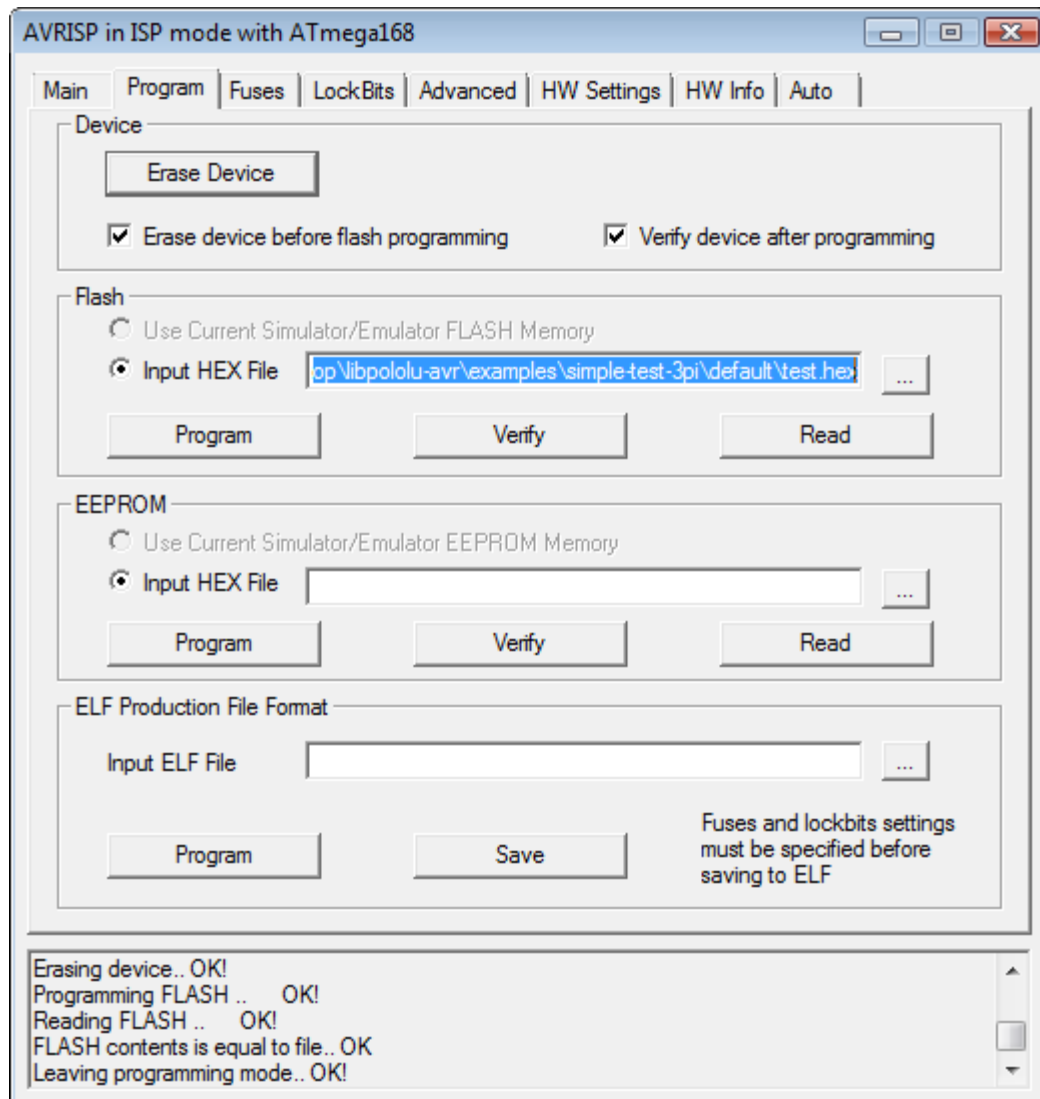 AVRISP in ISP mode with ATmega168
Main Program Fuses LockBits Advanced HW Settings HW Info Auto
Device
Erase Device
Erase device before flash programming Verify device after programming
Flash
Use Current Simulator/Emulator FLASH Memory
Input HEX File op\libpololu-avr\examples\simple-test-3pi\default\test.hex ...
Program Verify Read
EEPROM
Use Current Simulator/Emulator EEPROM Memory
Input HEX File ...
Program Verify Read
ELF Production File Format
Input ELF File ...
Fuses and lockbits settings
Program Save must be specified before
saving to ELF
Erasing device.. OK!
Programming FLASH .. OK!
Reading FLASH .. OK!
FLASH contents is equal to file.. OK
Leaving programming mode.. OK!